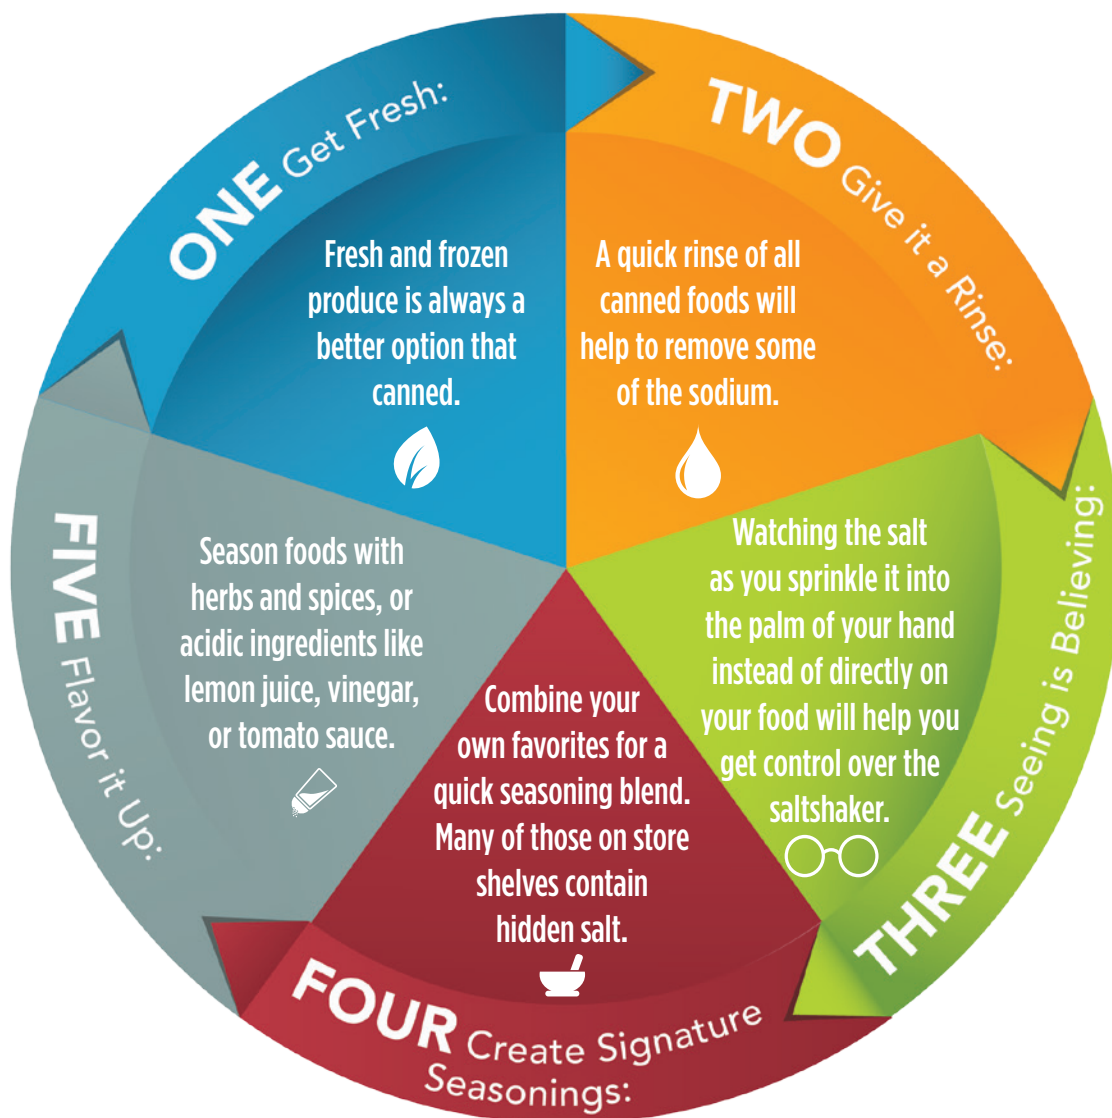 ONE Get Fresh:
Fresh and frozen
produce is always a
better option that
canned.
TWO Give it a Rinse:
A quick rinse of all
canned foods will
help to remove some
of the sodium.
THREE Seeing is Believing:
Watching the salt
as you sprinkle it into
the palm of your hand
instead of directly on
your food will help you
get control over the
saltshaker.
FOUR Create Signature
Seasonings:
Combine your
own favorites for a
quick seasoning blend.
Many of those on store
shelves contain
hidden salt.
FIVE Flavor it Up:
Season foods with
herbs and spices, or
acidic ingredients like
lemon juice, vinegar,
or tomato sauce.